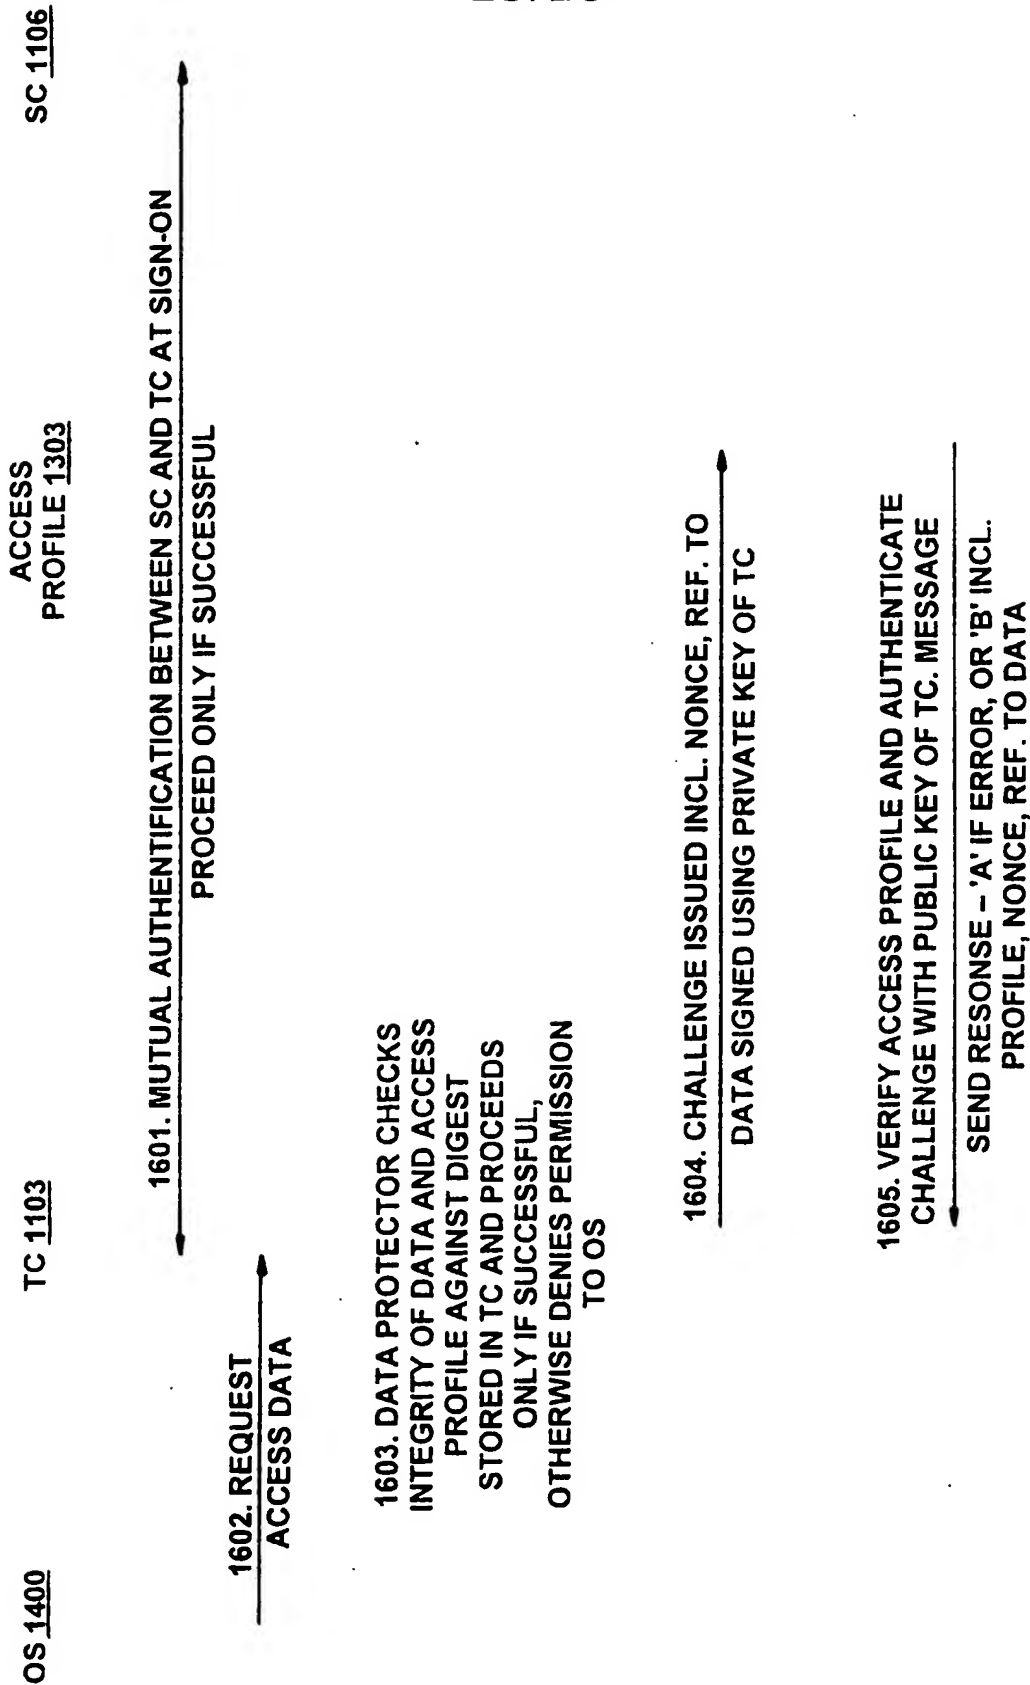 OS 1400
TC 1103
ACCESS
PROFILE 1303
SC 1106
1601. MUTUAL AUTHENTIFICATION BETWEEN SC AND TC AT SIGN-ON
PROCEED ONLY IF SUCCESSFUL
1602. REQUEST
ACCESS DATA
1603. DATA PROTECTOR CHECKS
INTEGRITY OF DATA AND ACCESS
PROFILE AGAINST DIGEST
STORED IN TC AND PROCEEDS
ONLY IF SUCCESSFUL,
OTHERWISE DENIES PERMISSION
TO OS
1604. CHALLENGE ISSUED INCL. NONCE, REF. TO
DATA SIGNED USING PRIVATE KEY OF TC
1605. VERIFY ACCESS PROFILE AND AUTHENTICATE
CHALLENGE WITH PUBLIC KEY OF TC. MESSAGE
SEND RESONSE – 'A' IF ERROR, OR 'B' INCL.
PROFILE, NONCE, REF. TO DATA